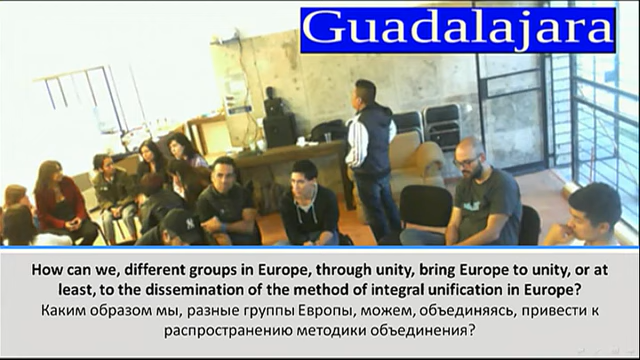 Guadalajara
How can we, different groups in Europe, through unity, bring Europe to unity, or at
least, to the dissemination of the method of integral unification in Europe?
Каким образом мы, разные группы Европы, можем, объединяясь, привести к
распространению методики объединения?